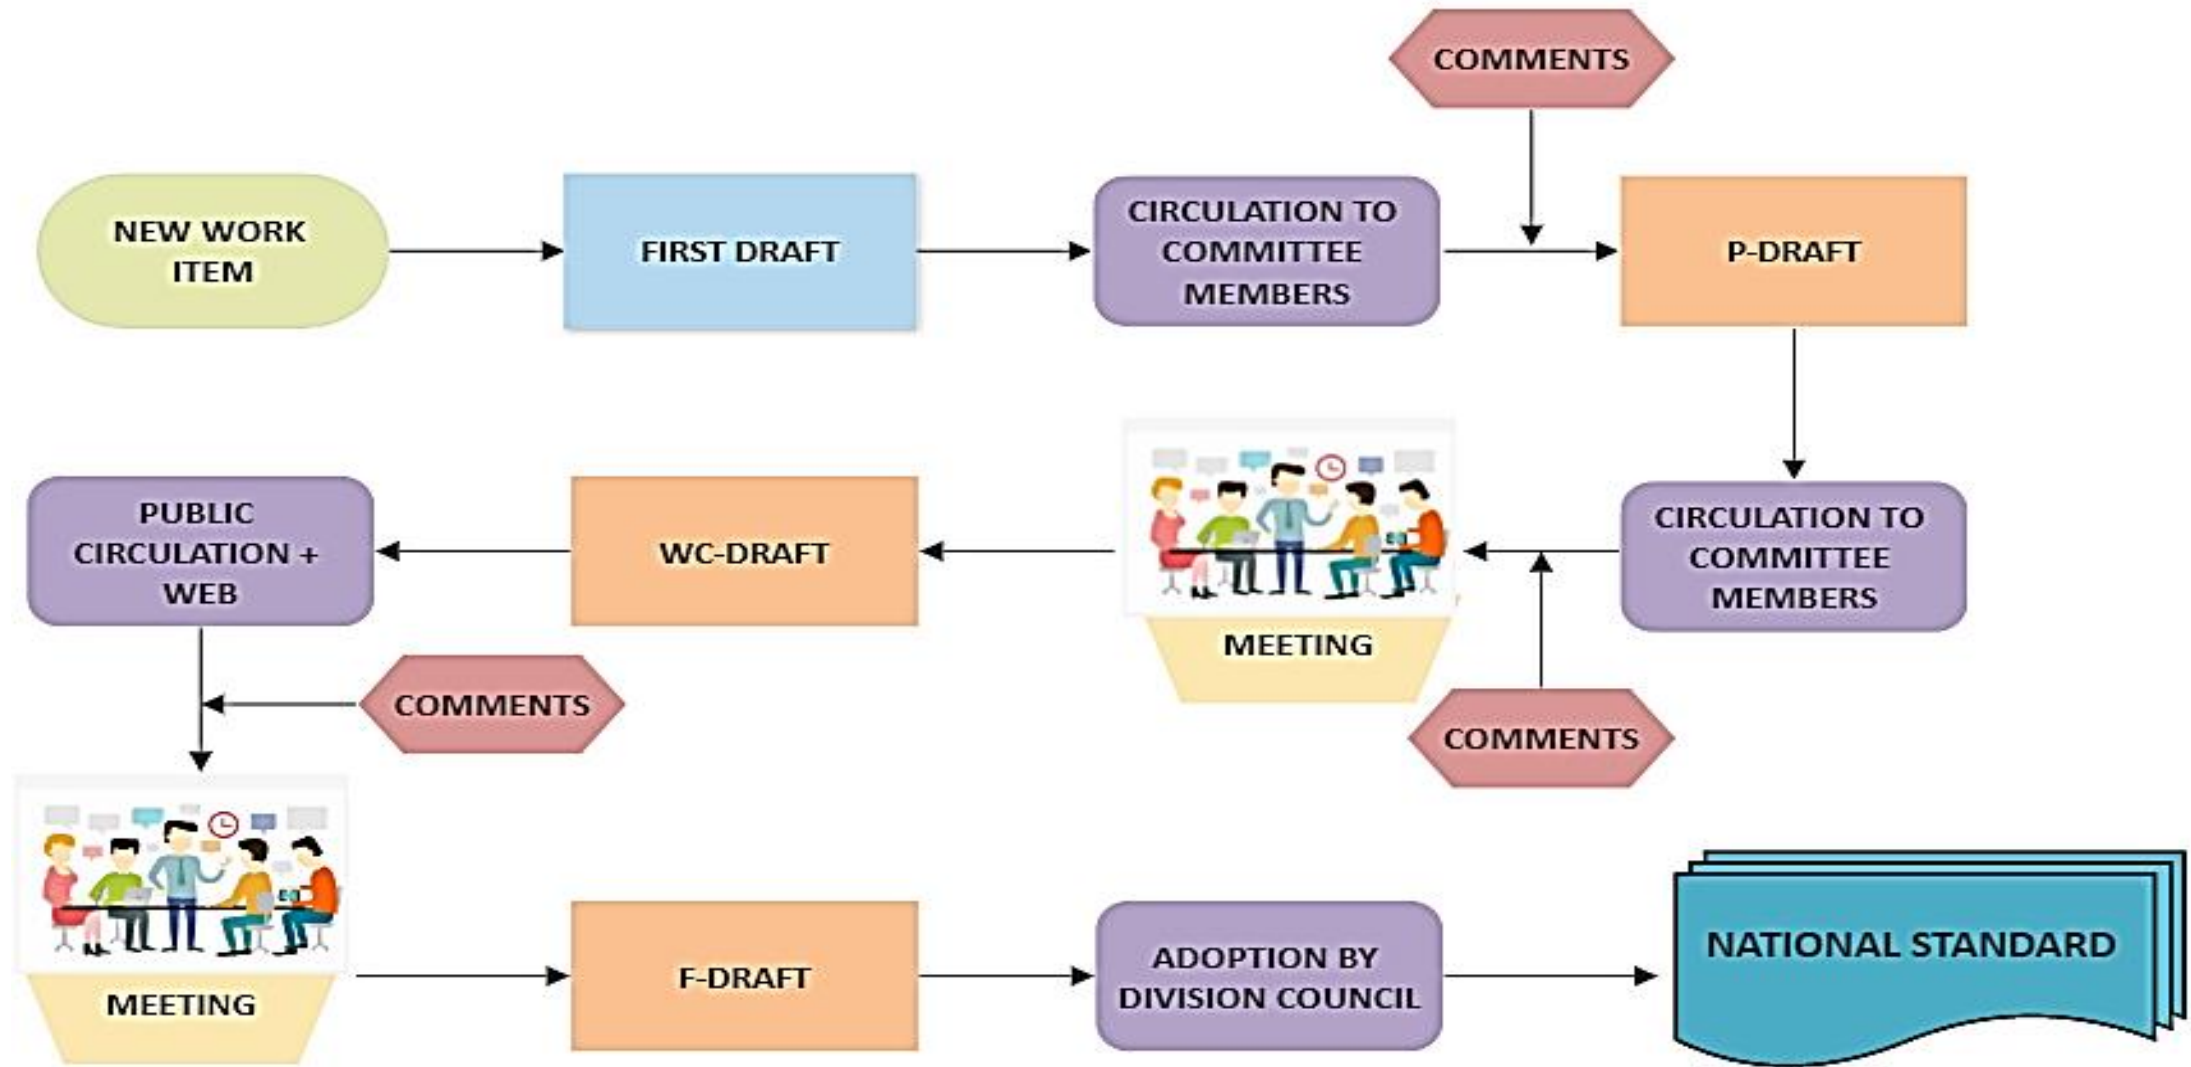 COMMENTS
NEW WORK
ITEM
FIRST DRAFT
CIRCULATION TO
COMMITTEE
MEMBERS
P-DRAFT
PUBLIC
CIRCULATION +
WEB
WC-DRAFT
MEETING
CIRCULATION TO
COMMITTEE
MEMBERS
COMMENTS
COMMENTS
MEETING
F-DRAFT
ADOPTION BY
DIVISION COUNCIL
NATIONAL STANDARD